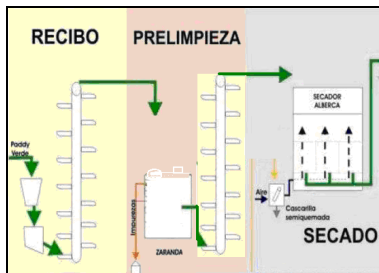 RECIBO
PRELIMPIEZA
SECADOR
ALBERCA
Paddy
Verde
Impurezas
ZARANDA
Aire
Cascarilla
semiquemada
SECADO